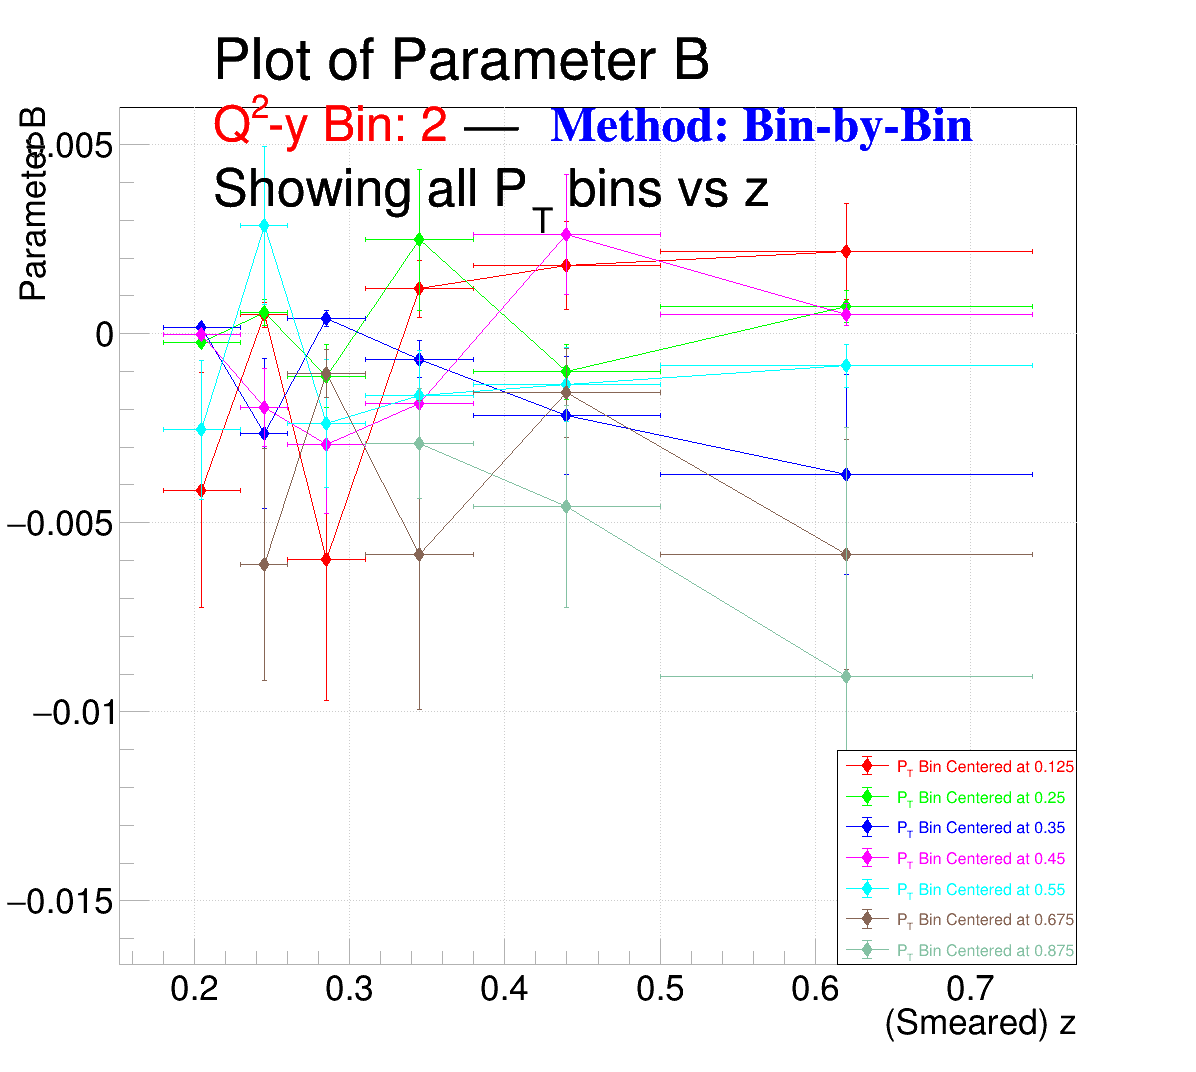 Plot of Parameter B
Q²-y Bin: 2 — Method: Bin-by-Bin
Showing all P_T bins vs z
Parameter B
0.005
0
−0.005
−0.01
−0.015
P_T Bin Centered at 0.125
P_T Bin Centered at 0.25
P_T Bin Centered at 0.35
P_T Bin Centered at 0.45
P_T Bin Centered at 0.55
P_T Bin Centered at 0.675
P_T Bin Centered at 0.875
0.2 0.3 0.4 0.5 0.6 0.7
(Smeared) z